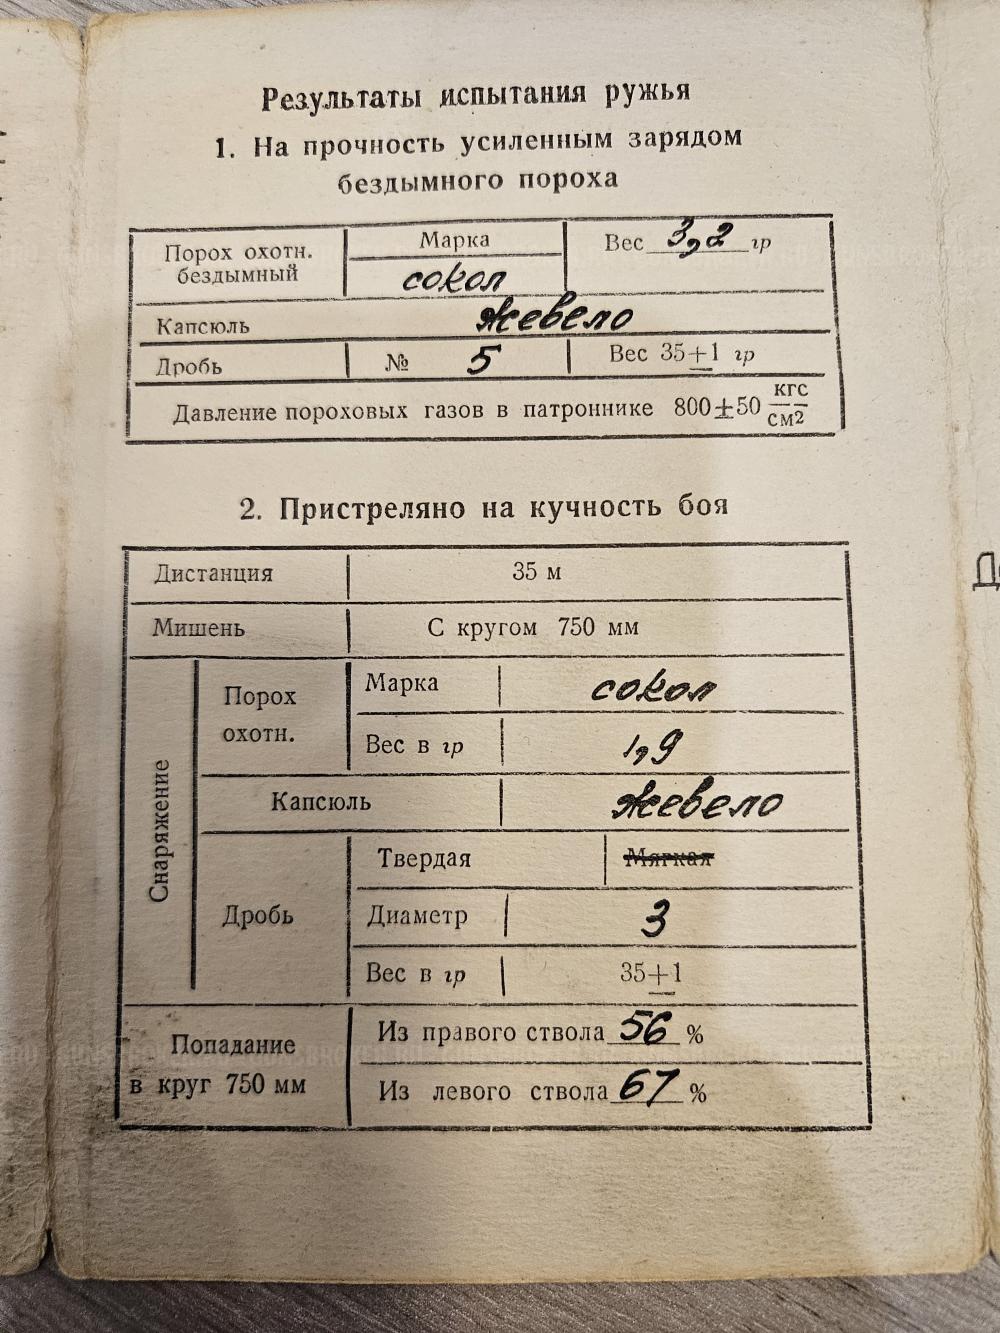 Результаты испытания ружья
1. На прочность усиленным зарядом
бездымного пороха
Порох охотн.
бездымный
Марка
сокол
Вес 3,2 гр
Капсюль жевело
Дробь № 5 Вес 35±1 гр
Давление пороховых газов в патроннике 800±50 кгс/см2
2. Пристреляно на кучность боя
Дистанция 35 м
Мишень С кругом 750 мм
Снаряжение
Порох
охотн.
Марка сокол
Вес в гр 1,9
Капсюль жевело
Дробь
Твердая Мягкая
Диаметр 3
Вес в гр 35±1
Попадание
в круг 750 мм
Из правого ствола 56 %
Из левого ствола 67 %